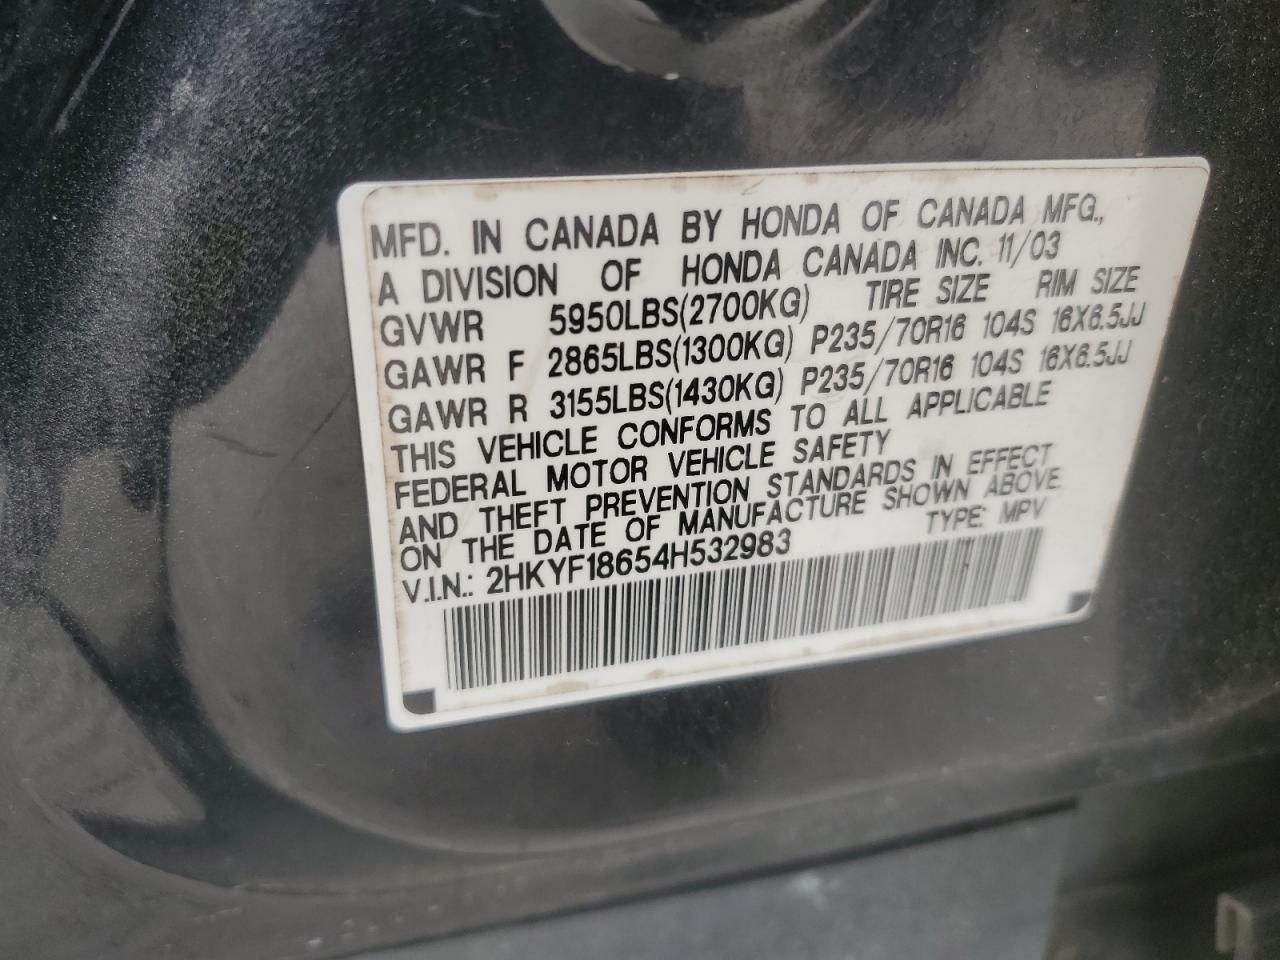 MFD. IN CANADA BY HONDA OF CANADA MFG.,
A DIVISION OF HONDA CANADA INC. 11/03
GVWR 5950LBS(2700KG) TIRE SIZE RIM SIZE
GAWR F 2865LBS(1300KG) P235/70R16 104S 16X6.5JJ
GAWR R 3155LBS(1430KG) P235/70R16 104S 16X6.5JJ
THIS VEHICLE CONFORMS TO ALL APPLICABLE
FEDERAL MOTOR VEHICLE SAFETY
AND THEFT PREVENTION STANDARDS IN EFFECT
ON THE DATE OF MANUFACTURE SHOWN ABOVE
V.I.N.: 2HKYF18654H532983 TYPE: MPV